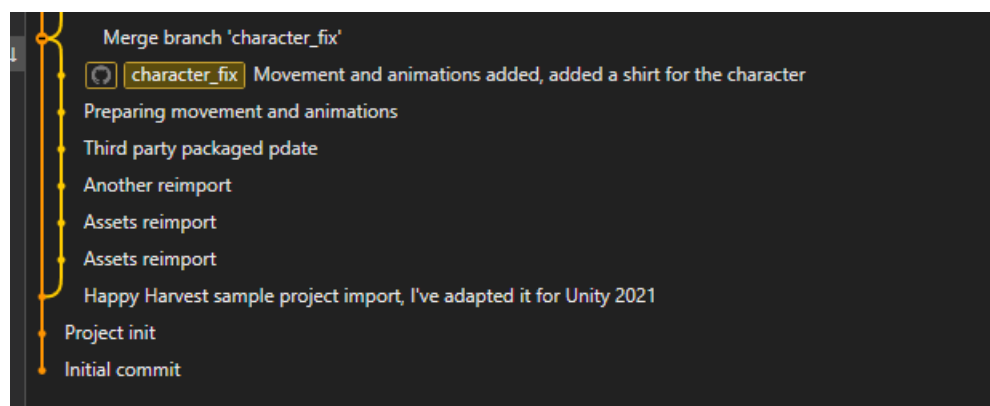 Merge branch 'character_fix'
character_fix Movement and animations added, added a shirt for the character
Preparing movement and animations
Third party packaged pdate
Another reimport
Assets reimport
Assets reimport
Happy Harvest sample project import, I've adapted it for Unity 2021
Project init
Initial commit